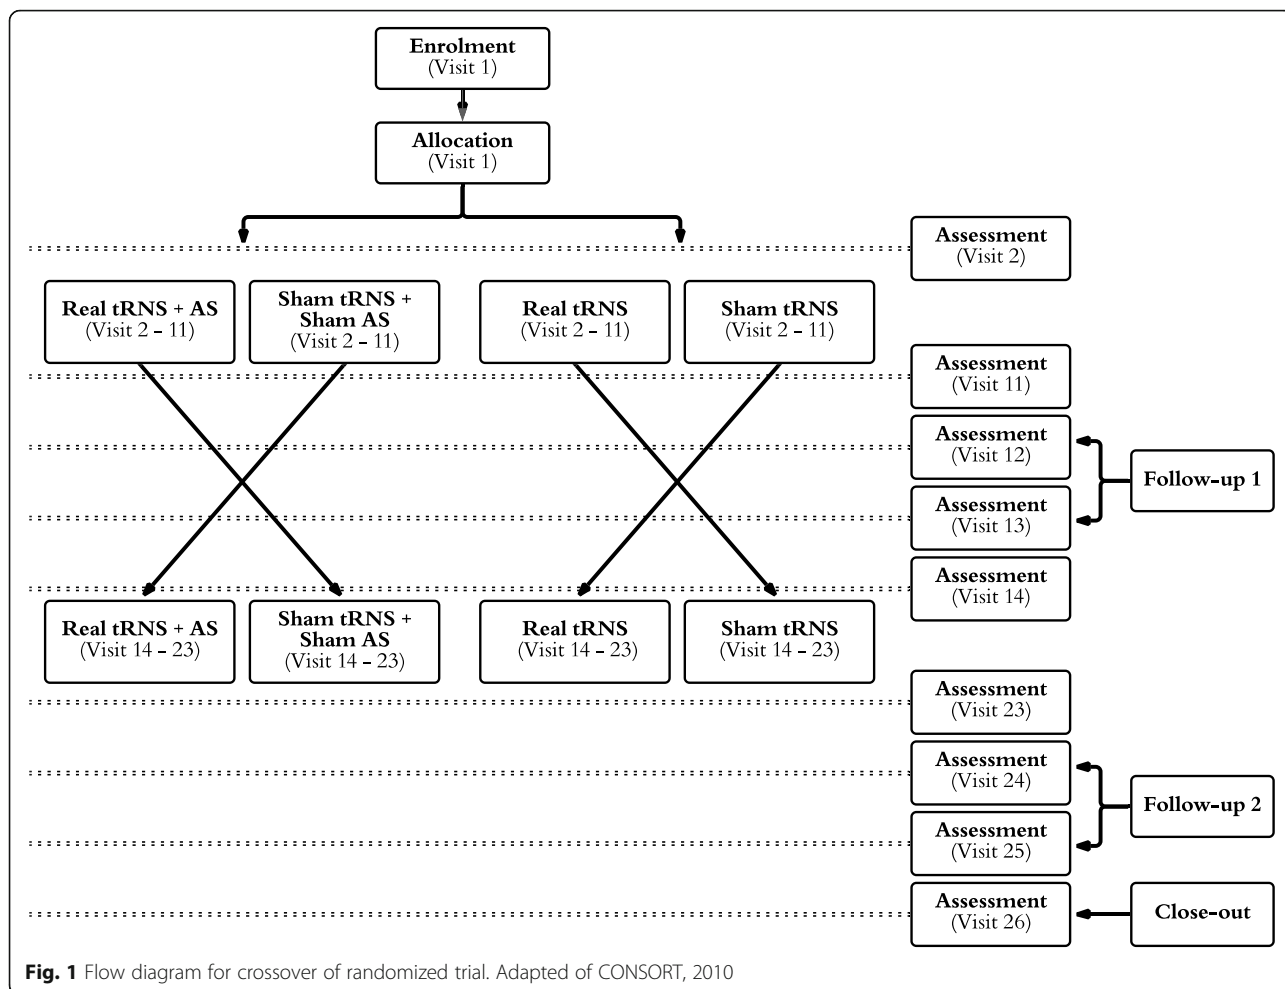 Enrolment
(Visit 1)
Allocation
(Visit 1)
Assessment
(Visit 2)
Real tRNS + AS
(Visit 2 – 11)
Sham tRNS +
Sham AS
(Visit 2 – 11)
Real tRNS
(Visit 2 – 11)
Sham tRNS
(Visit 2 – 11)
Assessment
(Visit 11)
Assessment
(Visit 12)
Follow-up 1
Assessment
(Visit 13)
Assessment
(Visit 14)
Real tRNS + AS
(Visit 14 – 23)
Sham tRNS +
Sham AS
(Visit 14 – 23)
Real tRNS
(Visit 14 – 23)
Sham tRNS
(Visit 14 – 23)
Assessment
(Visit 23)
Assessment
(Visit 24)
Follow-up 2
Assessment
(Visit 25)
Assessment
(Visit 26)
Close-out
Fig. 1 Flow diagram for crossover of randomized trial. Adapted of CONSORT, 2010